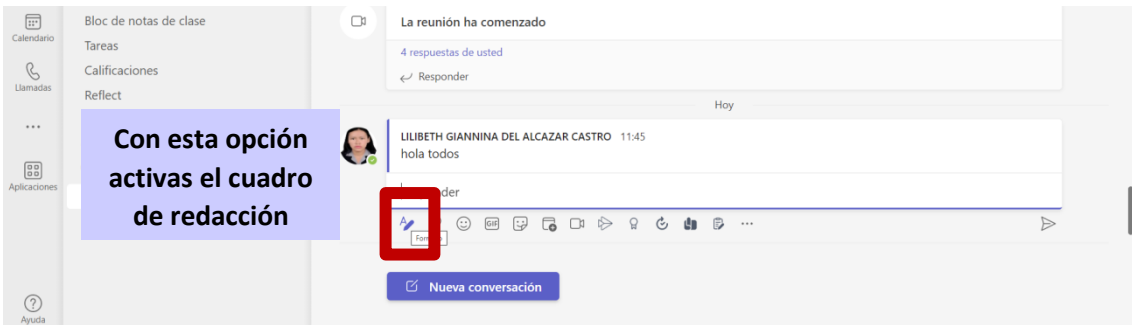 Calendario
Llamadas
...
Aplicaciones
Ayuda
Bloc de notas de clase
Tareas
Calificaciones
Reflect
Con esta opción
activas el cuadro
de redacción
La reunión ha comenzado
4 respuestas de usted
Responder
Hoy
LILIBETH GIANNINA DEL ALCAZAR CASTRO 11:45
hola todos
der
GIF
...
Nueva conversación